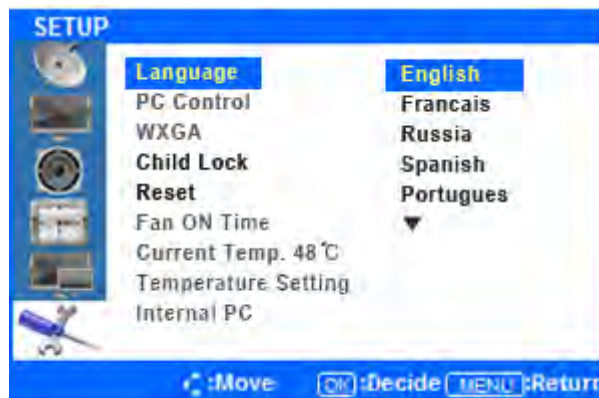 SETUP
Language English
PC Control Francais
WXGA Russia
Child Lock Spanish
Reset Portugues
Fan ON Time
Current Temp. 48℃
Temperature Setting
Internal PC
:Move OK :Decide MENU :Return